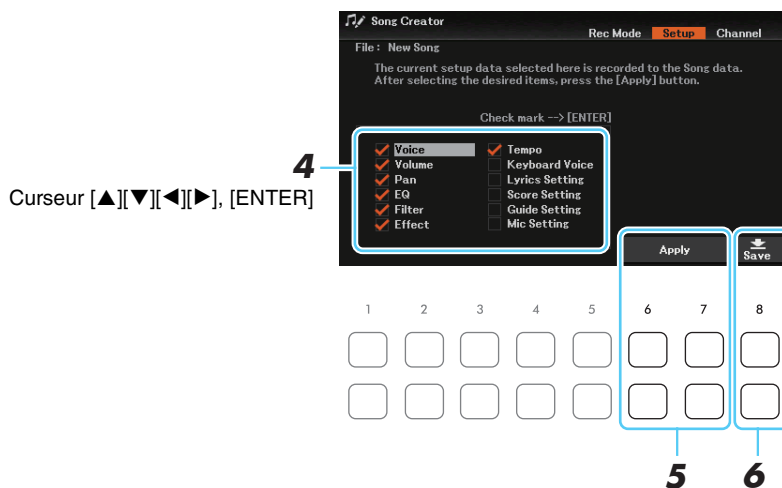 Song Creator
Rec Mode Setup Channel
File : New Song
The current setup data selected here is recorded to the Song data.
After selecting the desired items, press the [Apply] button.
Check mark --> [ENTER]
4
Curseur [▲][▼][◀][▶], [ENTER]
Voice Tempo
Volume Keyboard Voice
Pan Lyrics Setting
EQ Score Setting
Filter Guide Setting
Effect Mic Setting
Apply Save
1 2 3 4 5 6 7 8
5 6